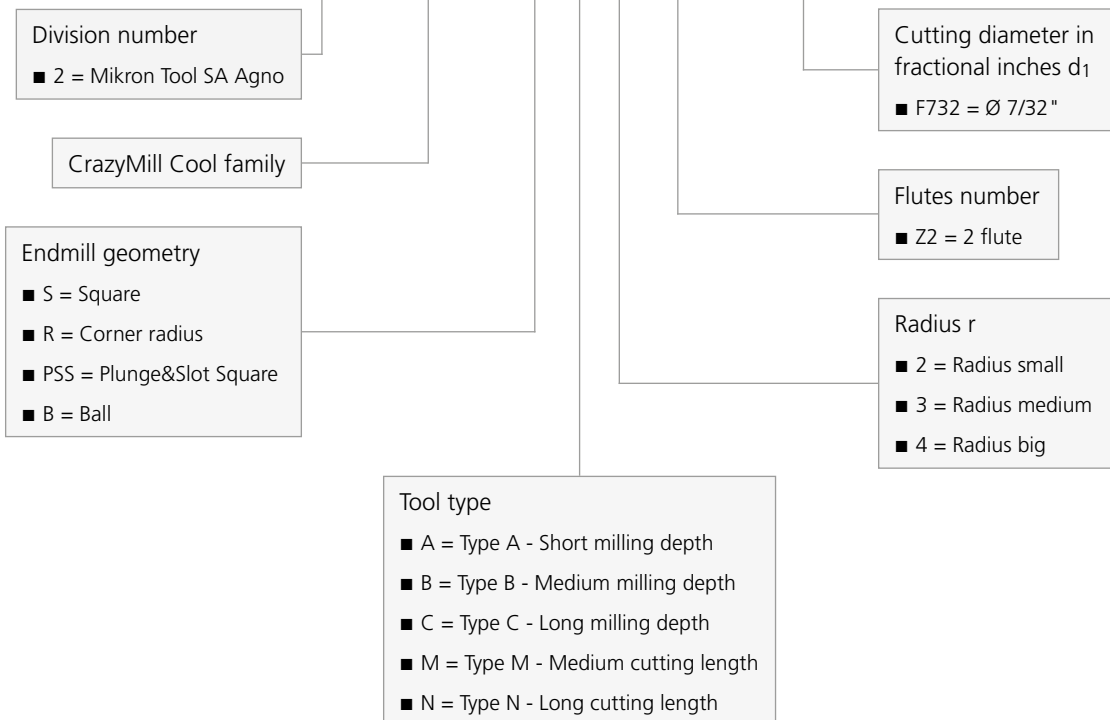 Division number
■ 2 = Mikron Tool SA Agno
CrazyMill Cool family
Endmill geometry
■ S = Square
■ R = Corner radius
■ PSS = Plunge&Slot Square
■ B = Ball
Tool type
■ A = Type A - Short milling depth
■ B = Type B - Medium milling depth
■ C = Type C - Long milling depth
■ M = Type M - Medium cutting length
■ N = Type N - Long cutting length
Cutting diameter in
fractional inches d1
■ F732 = Ø 7/32"
Flutes number
■ Z2 = 2 flute
Radius r
■ 2 = Radius small
■ 3 = Radius medium
■ 4 = Radius big